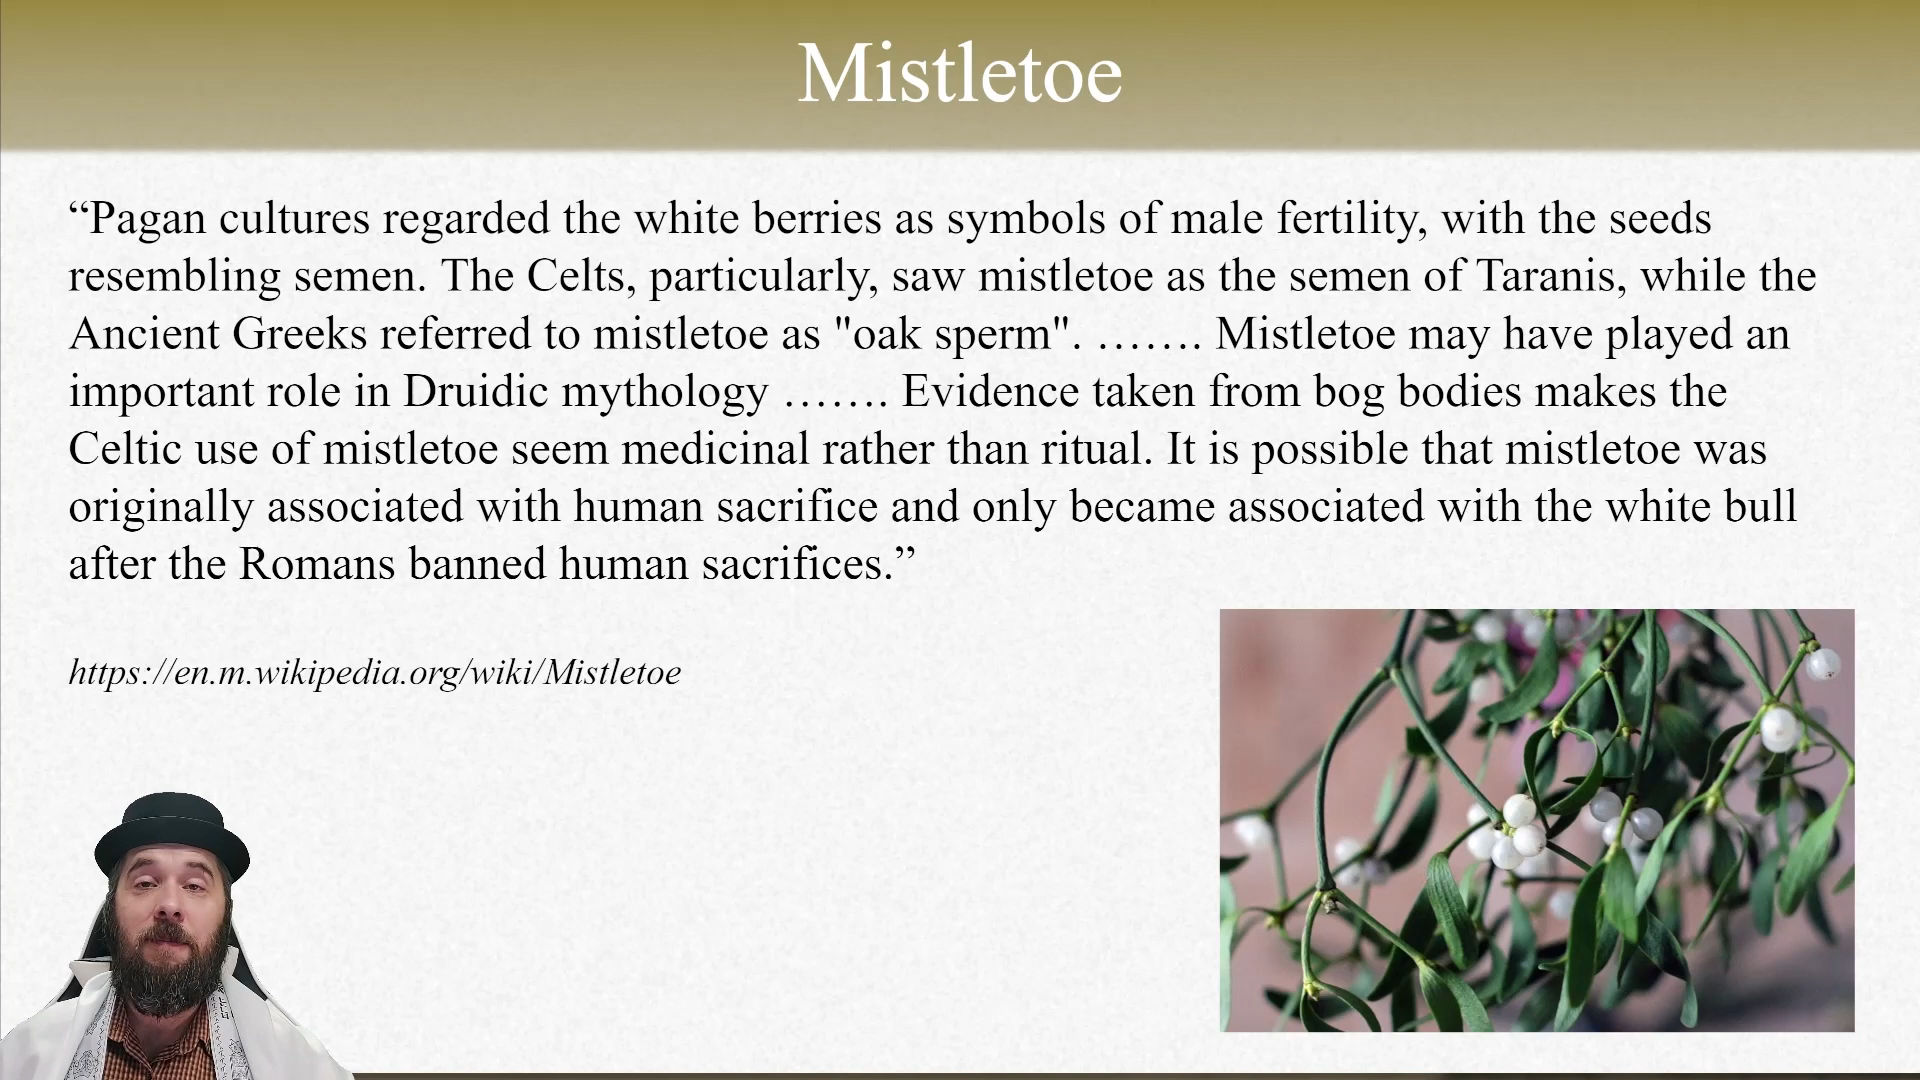 Mistletoe
“Pagan cultures regarded the white berries as symbols of male fertility, with the seeds
resembling semen. The Celts, particularly, saw mistletoe as the semen of Taranis, while the
Ancient Greeks referred to mistletoe as "oak sperm". ……. Mistletoe may have played an
important role in Druidic mythology ……. Evidence taken from bog bodies makes the
Celtic use of mistletoe seem medicinal rather than ritual. It is possible that mistletoe was
originally associated with human sacrifice and only became associated with the white bull
after the Romans banned human sacrifices.”
https://en.m.wikipedia.org/wiki/Mistletoe